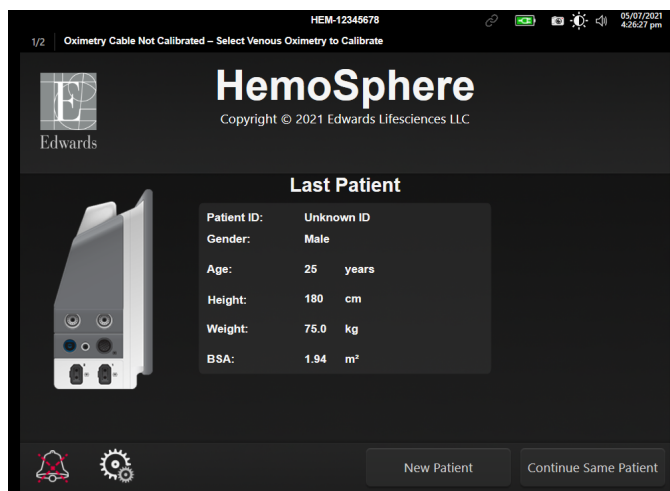 HEM-12345678
05/07/2021
4:26:27 pm
1/2 Oximetry Cable Not Calibrated – Select Venous Oximetry to Calibrate
E
Edwards
HemoSphere
Copyright © 2021 Edwards Lifesciences LLC
Last Patient
Patient ID: Unknown ID
Gender: Male
Age: 25 years
Height: 180 cm
Weight: 75.0 kg
BSA: 1.94 m²
New Patient
Continue Same Patient